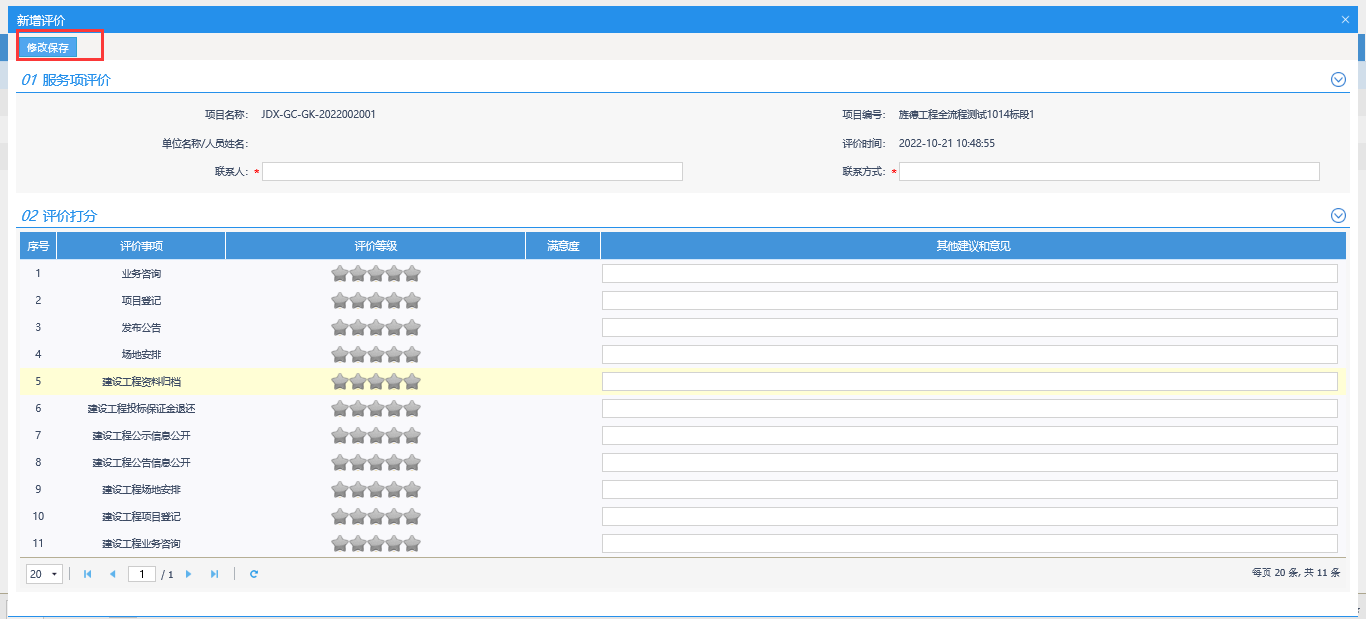 新增评价
修改保存
01 服务项评价
项目名称: JDX-GC-GK-2022002001 项目编号: 旌德工程全流程测试1014标段1
单位名称/人员姓名: 评价时间: 2022-10-21 10:48:55
联系人: * 联系方式: *
02 评价打分
序号 评价事项 评价等级 满意度 其他建议和意见
1 业务咨询
2 项目登记
3 发布公告
4 场地安排
5 建设工程资料归档
6 建设工程投标保证金退还
7 建设工程公示信息公开
8 建设工程公告信息公开
9 建设工程场地安排
10 建设工程项目登记
11 建设工程业务咨询
20 1 / 1 每页 20 条, 共 11 条